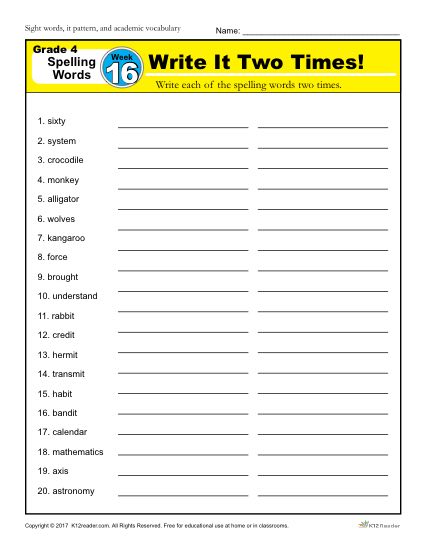 Sight words, it pattern, and academic vocabulary
Name:
Grade 4
Spelling
Words
Week
16
Write It Two Times!
Write each of the spelling words two times.
1. sixty
2. system
3. crocodile
4. monkey
5. alligator
6. wolves
7. kangaroo
8. force
9. brought
10. understand
11. rabbit
12. credit
13. hermit
14. transmit
15. habit
16. bandit
17. calendar
18. mathematics
19. axis
20. astronomy
Copyright © 2017 K12reader.com. All Rights Reserved. Free for educational use at home or in classrooms.
K12Reader